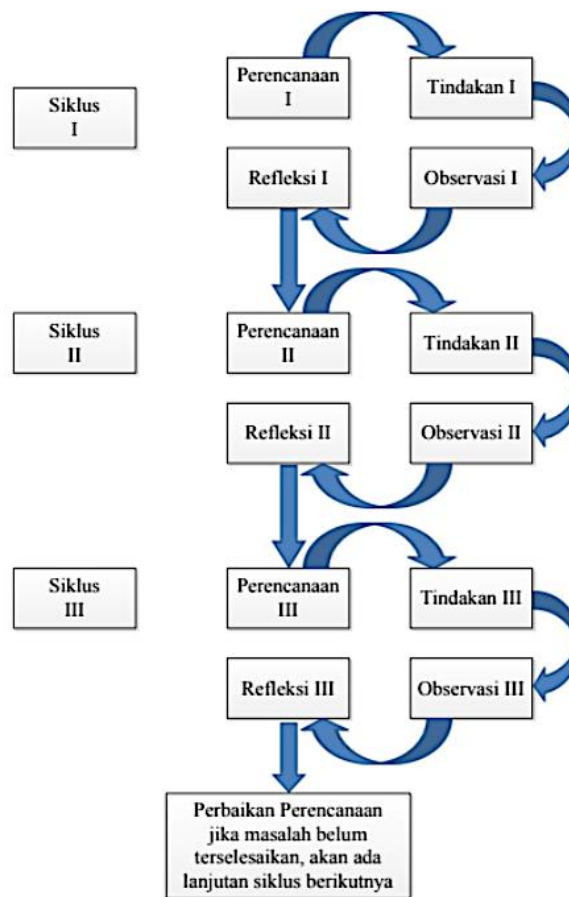 Siklus
I
Perencanaan
I
Tindakan I
Refleksi I
Observasi I
Siklus
II
Perencanaan
II
Tindakan II
Refleksi II
Observasi II
Siklus
III
Perencanaan
III
Tindakan III
Refleksi III
Observasi III
Perbaikan Perencanaan
jika masalah belum
terselesaikan, akan ada
lanjutan siklus berikutnya